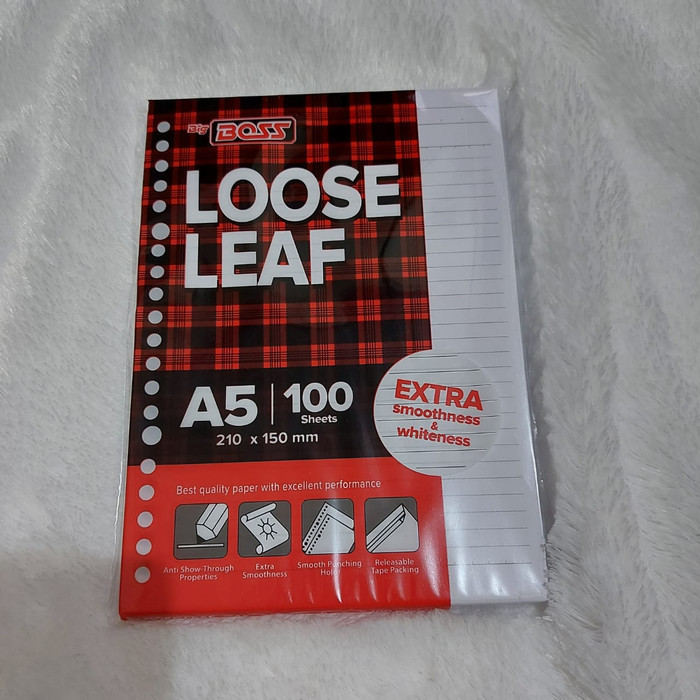 Big BOSS
LOOSE
LEAF
A5 | 100
Sheets
210 x 150 mm
EXTRA
smoothness
&
whiteness
Best quality paper with excellent performance
Anti Show-Through
Properties
Extra
Smoothness
Smooth Punching
Hole
Releasable
Tape Packing